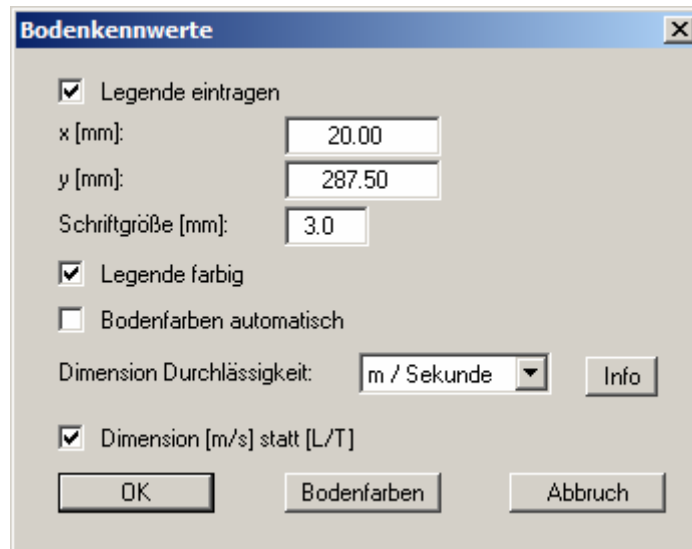 Bodenkennwerte
Legende eintragen
x [mm]: 20.00
y [mm]: 287.50
Schriftgröße [mm]: 3.0
Legende farbig
Bodenfarben automatisch
Dimension Durchlässigkeit: m / Sekunde Info
Dimension [m/s] statt [L/T]
OK Bodenfarben Abbruch